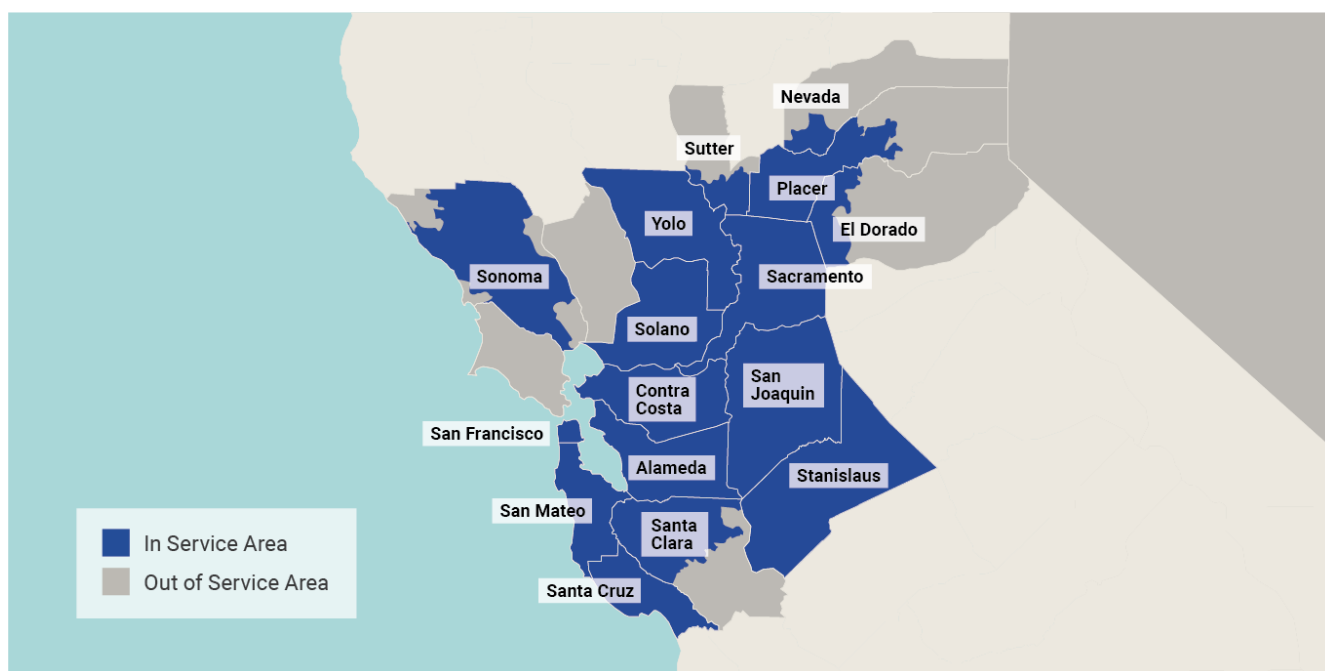 Nevada
Sutter
Placer
Yolo
El Dorado
Sonoma
Sacramento
Solano
San
Joaquin
Contra
Costa
San Francisco
Alameda
Stanislaus
San Mateo
Santa
Clara
Santa Cruz
In Service Area
Out of Service Area